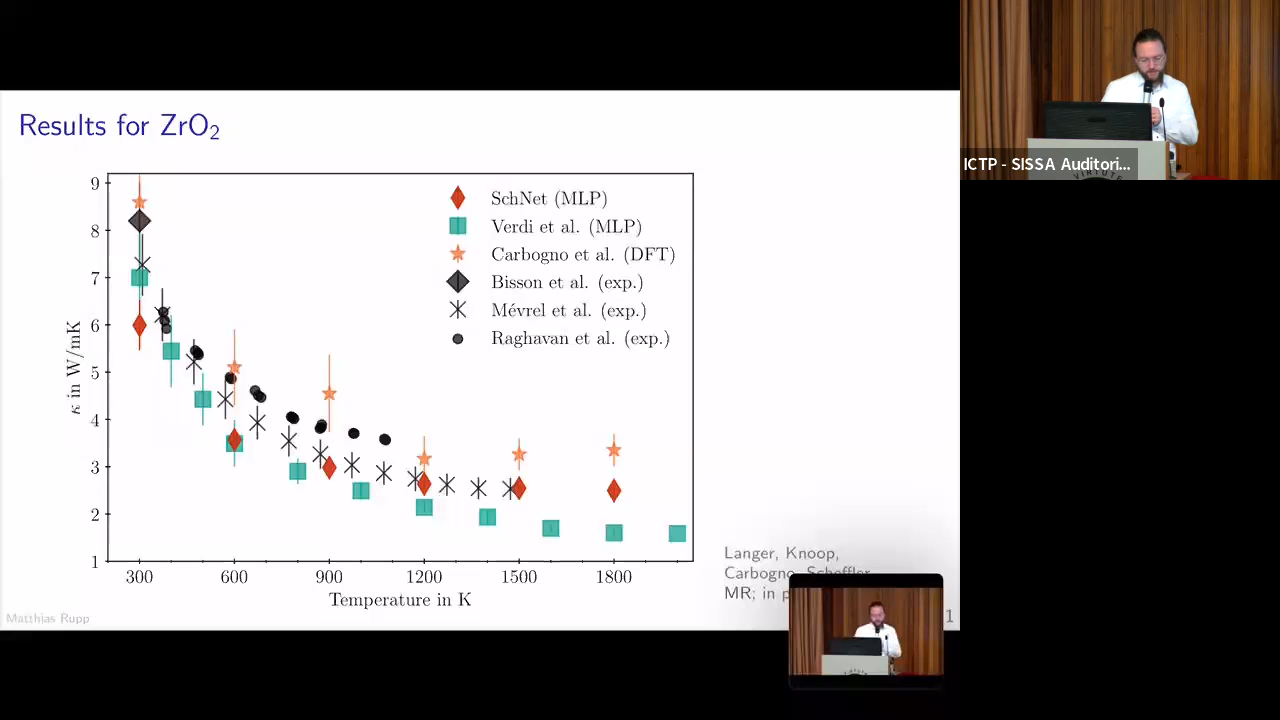 Results for ZrO₂
9
8
7
6
5
4
3
2
1
κ in W/mK
SchNet (MLP)
Verdi et al. (MLP)
Carbogno et al. (DFT)
Bisson et al. (exp.)
Mévrel et al. (exp.)
Raghavan et al. (exp.)
300 600 900 1200 1500 1800
Temperature in K
Langer, Knoop,
Carbogno, Scheffler
MR; in
Matthias Rupp
1
ICTP - SISSA Auditori...
VIRTUTE